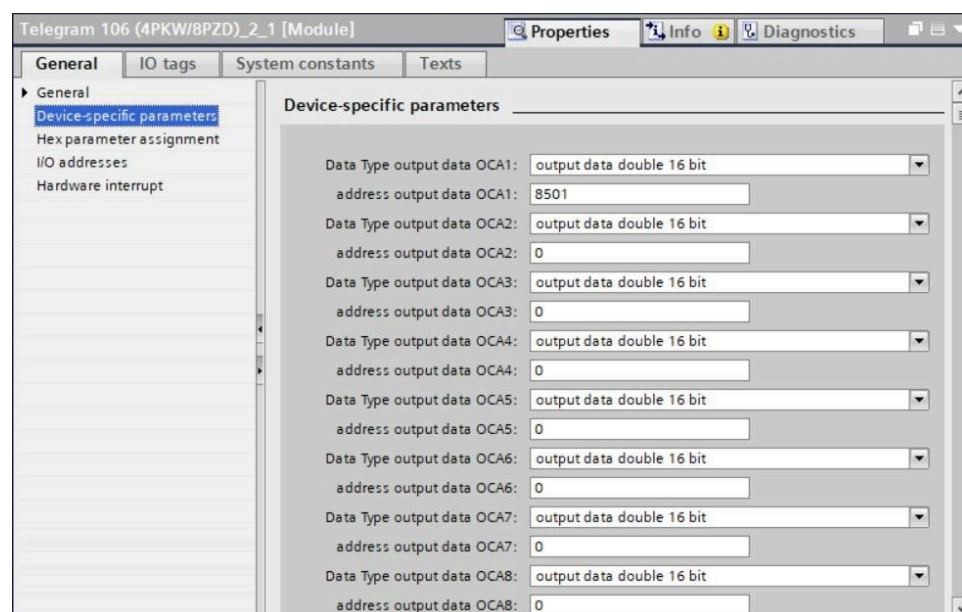 Telegram 106 (4PKW/8PZD)_2_1 [Module]
Properties
Info
Diagnostics
General
IO tags
System constants
Texts
General
Device-specific parameters
Hex parameter assignment
I/O addresses
Hardware interrupt
Device-specific parameters
Data Type output data OCA1: output data double 16 bit
address output data OCA1: 8501
Data Type output data OCA2: output data double 16 bit
address output data OCA2: 0
Data Type output data OCA3: output data double 16 bit
address output data OCA3: 0
Data Type output data OCA4: output data double 16 bit
address output data OCA4: 0
Data Type output data OCA5: output data double 16 bit
address output data OCA5: 0
Data Type output data OCA6: output data double 16 bit
address output data OCA6: 0
Data Type output data OCA7: output data double 16 bit
address output data OCA7: 0
Data Type output data OCA8: output data double 16 bit
address output data OCA8: 0